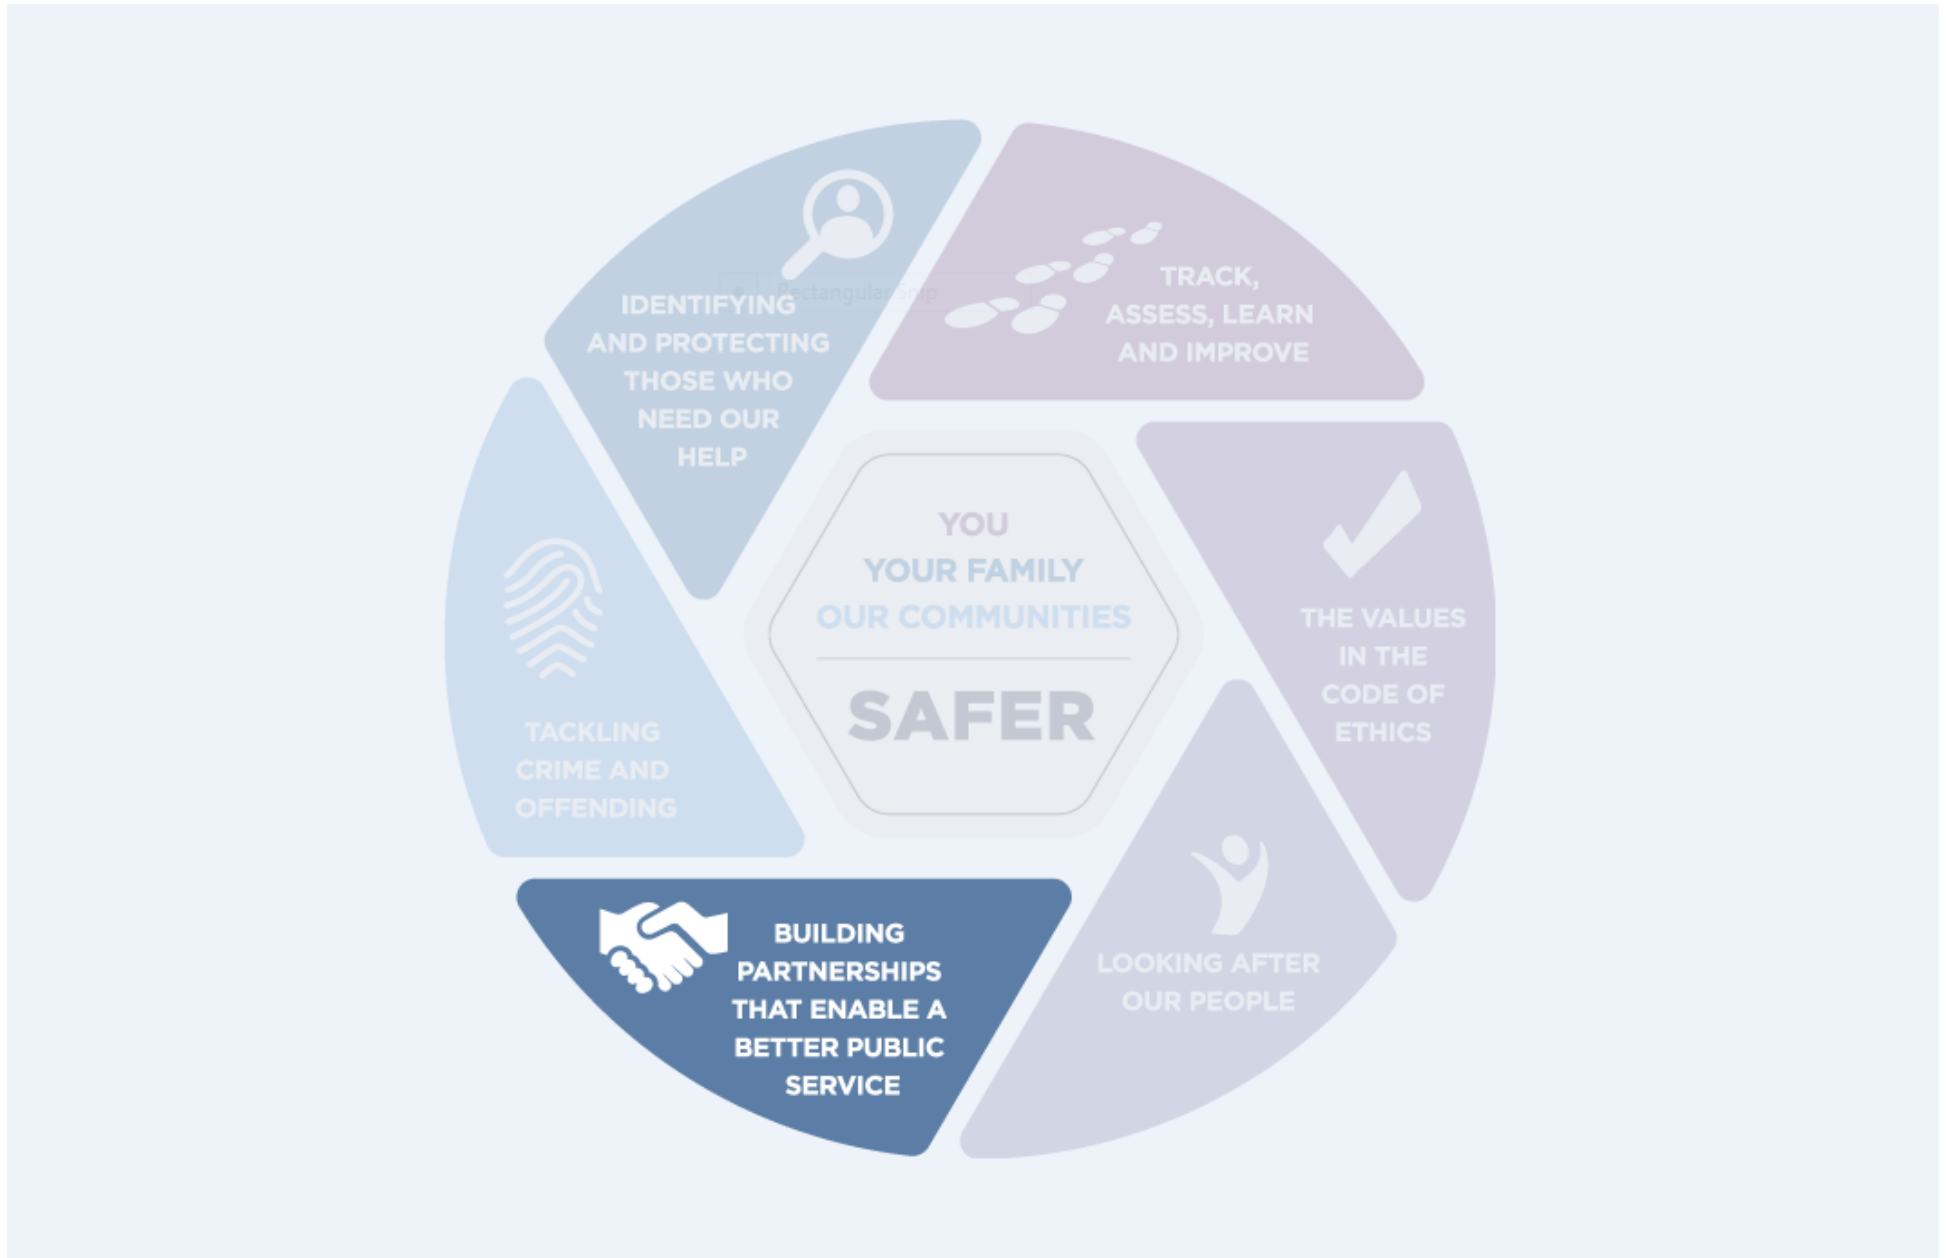 IDENTIFYING
AND PROTECTING
THOSE WHO
NEED OUR
HELP
Rectangular Snip
TRACK,
ASSESS, LEARN
AND IMPROVE
THE VALUES
IN THE
CODE OF
ETHICS
LOOKING AFTER
OUR PEOPLE
BUILDING
PARTNERSHIPS
THAT ENABLE A
BETTER PUBLIC
SERVICE
TACKLING
CRIME AND
OFFENDING
YOU
YOUR FAMILY
OUR COMMUNITIES
SAFER